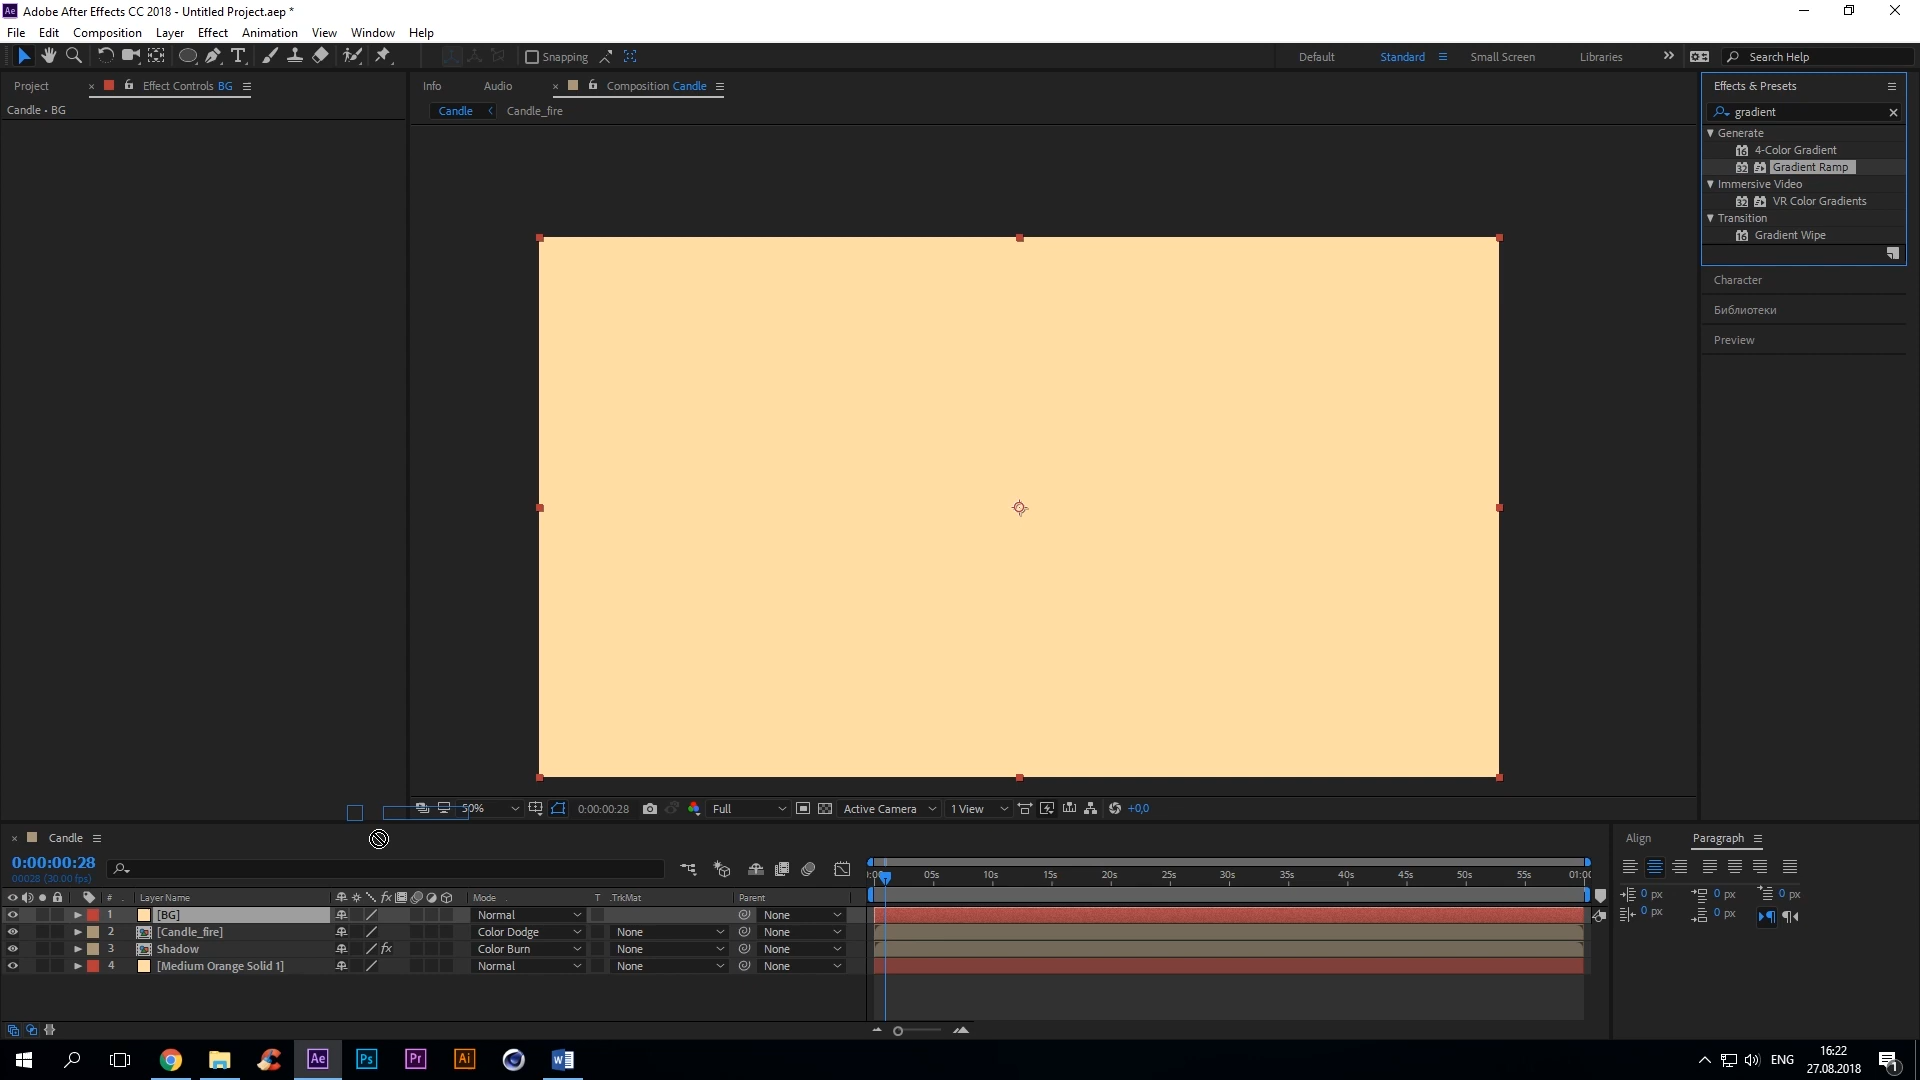 Adobe After Effects CC 2018 - Untitled Project.aep *
File Edit Composition Layer Effect Animation View Window Help
Snapping
Default Standard Small Screen Libraries Search Help
Project Effect Controls BG
Candle • BG
Info Audio Composition Candle
Candle Candle_fire
Effects & Presets
gradient
Generate
4-Color Gradient
Gradient Ramp
Immersive Video
VR Color Gradients
Transition
Gradient Wipe
Character
Библиотеки
Preview
50% 0:00:00:28 Full Active Camera 1 View +0,0
Candle
0:00:00:28
00028 (30.00 fps)
# Layer Name Mode T .TrkMat Parent
05s 10s 15s 20s 25s 30s 35s 40s 45s 50s 55s 01:00
1 [BG] Normal None
2 [Candle_fire] Color Dodge None None
3 Shadow fx Color Burn None None
4 [Medium Orange Solid 1] Normal None None
Align Paragraph
0 px 0 px 0 px
0 px 0 px
Ae Ps Pr Ai
ENG
16:22
27.08.2018
1